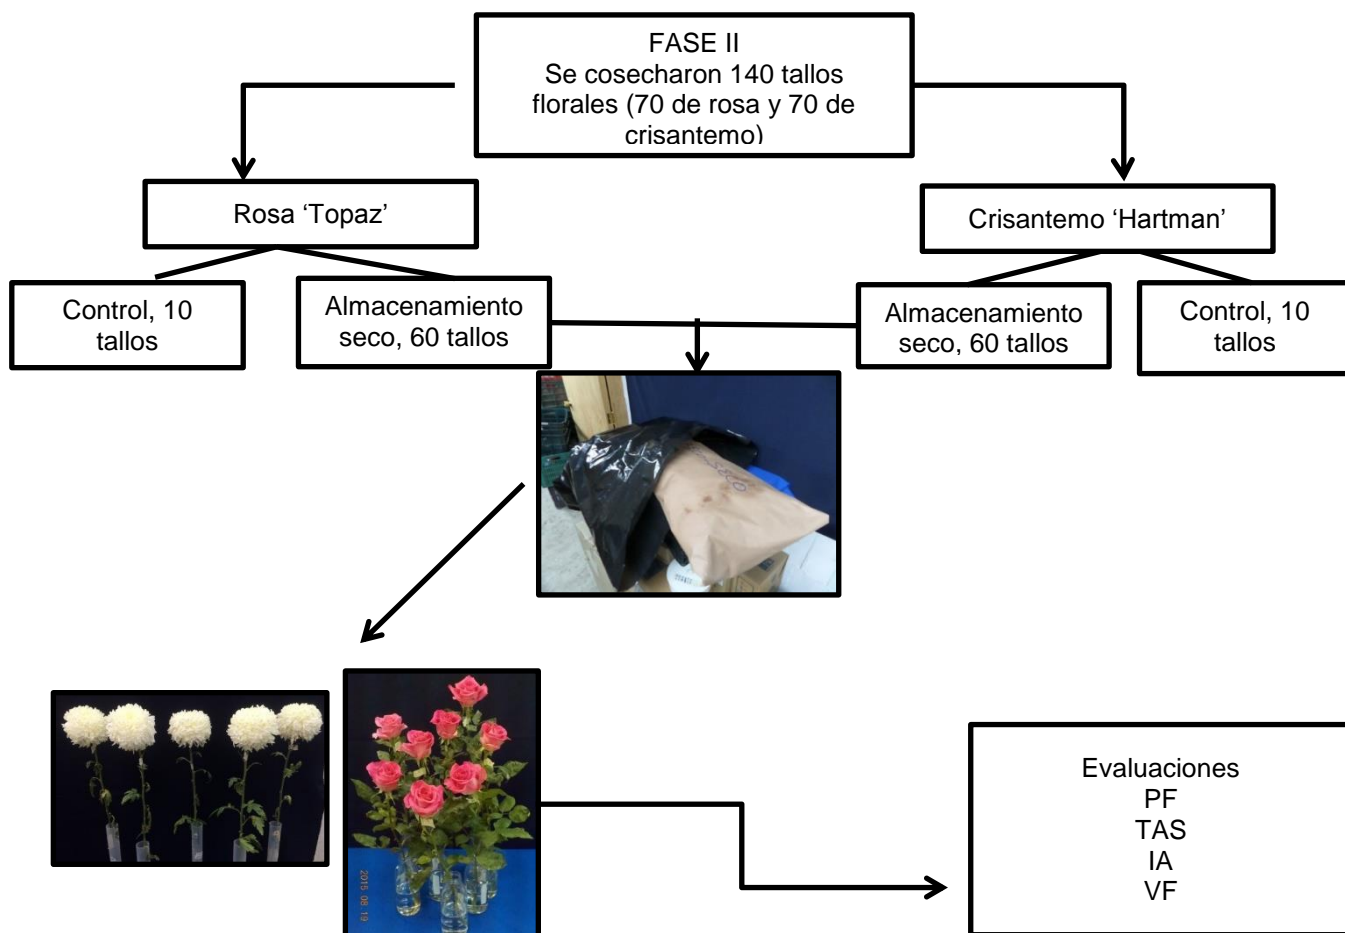 FASE II
Se cosecharon 140 tallos
florales (70 de rosa y 70 de
crisantemo)
Rosa ‘Topaz’
Crisantemo ‘Hartman’
Control, 10
tallos
Almacenamiento
seco, 60 tallos
Almacenamiento
seco, 60 tallos
Control, 10
tallos
2015 08 19
Evaluaciones
PF
TAS
IA
VF